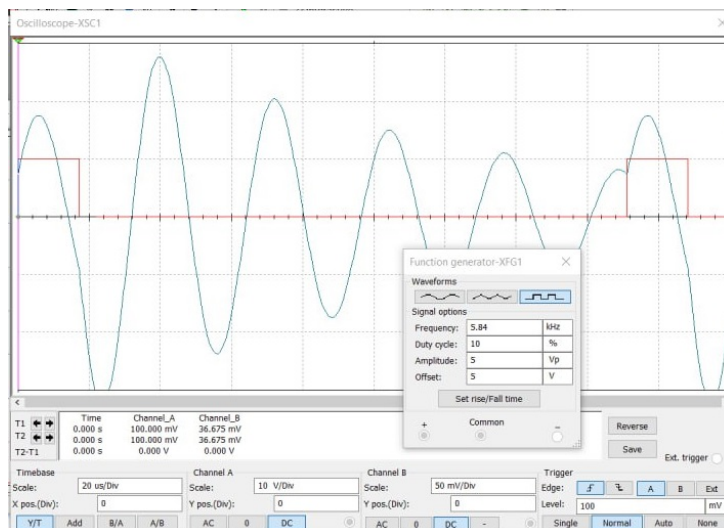 Oscilloscope-XSC1
Function generator-XFG1
Waveforms
Signal options
Frequency: 5.84 kHz
Duty cycle: 10 %
Amplitude: 5 Vp
Offset: 5 V
Set rise/Fall time
+ Common −
Time Channel_A Channel_B
T1 0.000 s 100.000 mV 36.675 mV
T2 0.000 s 100.000 mV 36.675 mV
T2-T1 0.000 s 0.000 V 0.000 V
Reverse
Save
Ext. trigger
Timebase
Scale: 20 us/Div
X pos.(Div): 0
Y/T Add B/A A/B
Channel A
Scale: 10 V/Div
Y pos.(Div): 0
AC 0 DC
Channel B
Scale: 50 mV/Div
Y pos.(Div): 0
AC 0 DC -
Trigger
Edge: A B Ext
Level: 100 mV
Single Normal Auto None